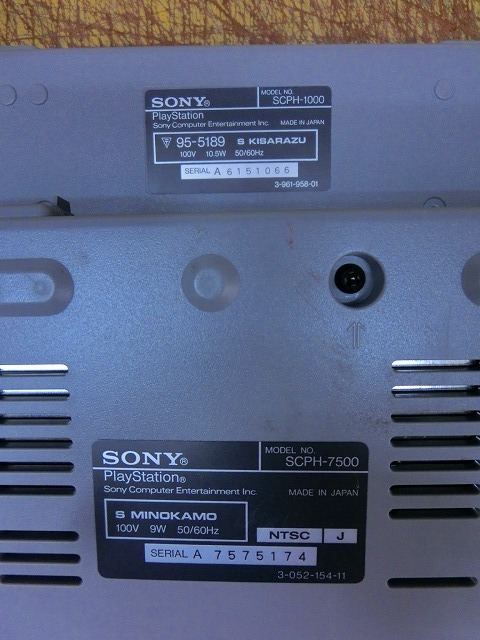 SONY® MODEL NO. SCPH-1000
PlayStation
Sony Computer Entertainment Inc. MADE IN JAPAN
95-5189 S KISARAZU
100V 10.5W 50/60Hz
SERIAL A 6151066
3-961-958-01
SONY® MODEL NO. SCPH-7500
PlayStation®
Sony Computer Entertainment Inc. MADE IN JAPAN
S MINOKAMO
100V 9W 50/60Hz NTSC J
SERIAL A 7575174
3-052-154-11